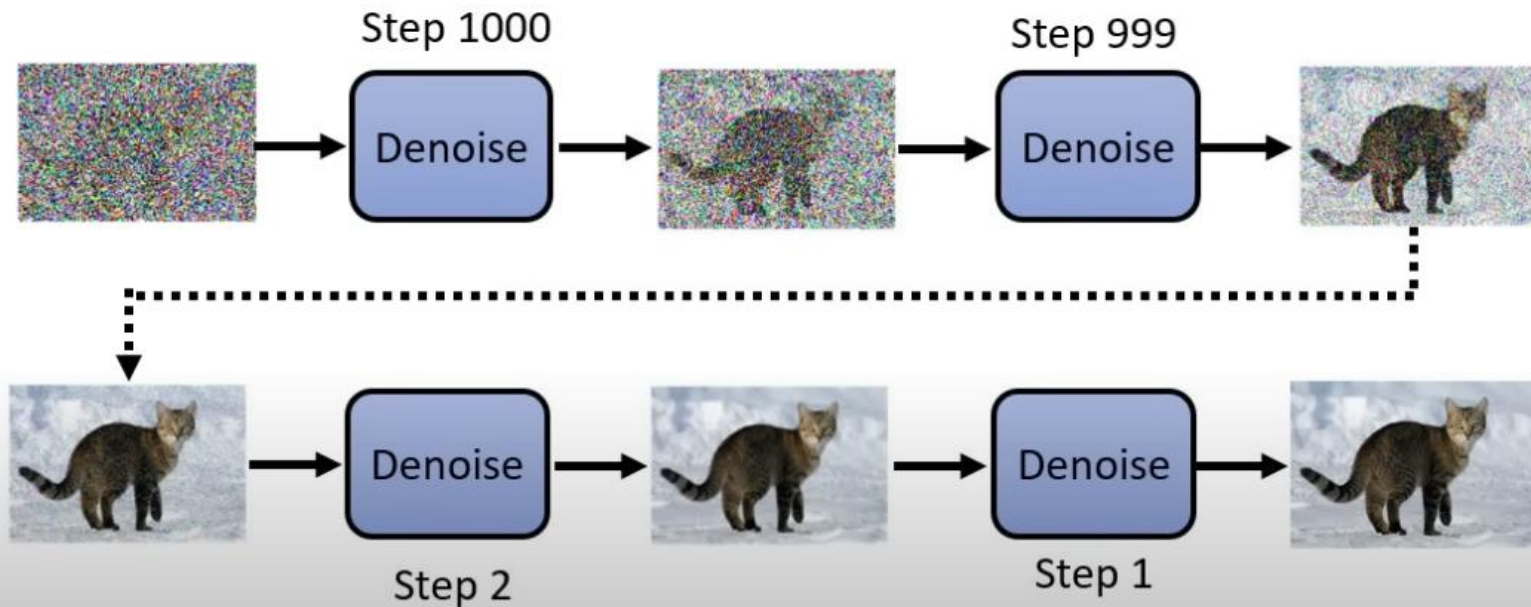 Step 1000
Step 999
Denoise
Denoise
Denoise
Denoise
Step 2
Step 1